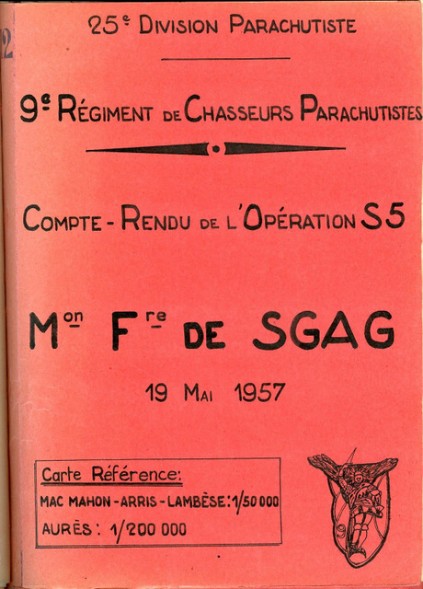 2
25e DIVISION PARACHUTISTE
9e RÉGIMENT DE CHASSEURS PARACHUTISTES
COMPTE-RENDU DE L'OPÉRATION S5
Mon Fre DE SGAG
19 MAI 1957
Carte Référence:
MAC MAHON-ARRIS-LAMBÈSE: 1/50 000
AURÈS: 1/200 000